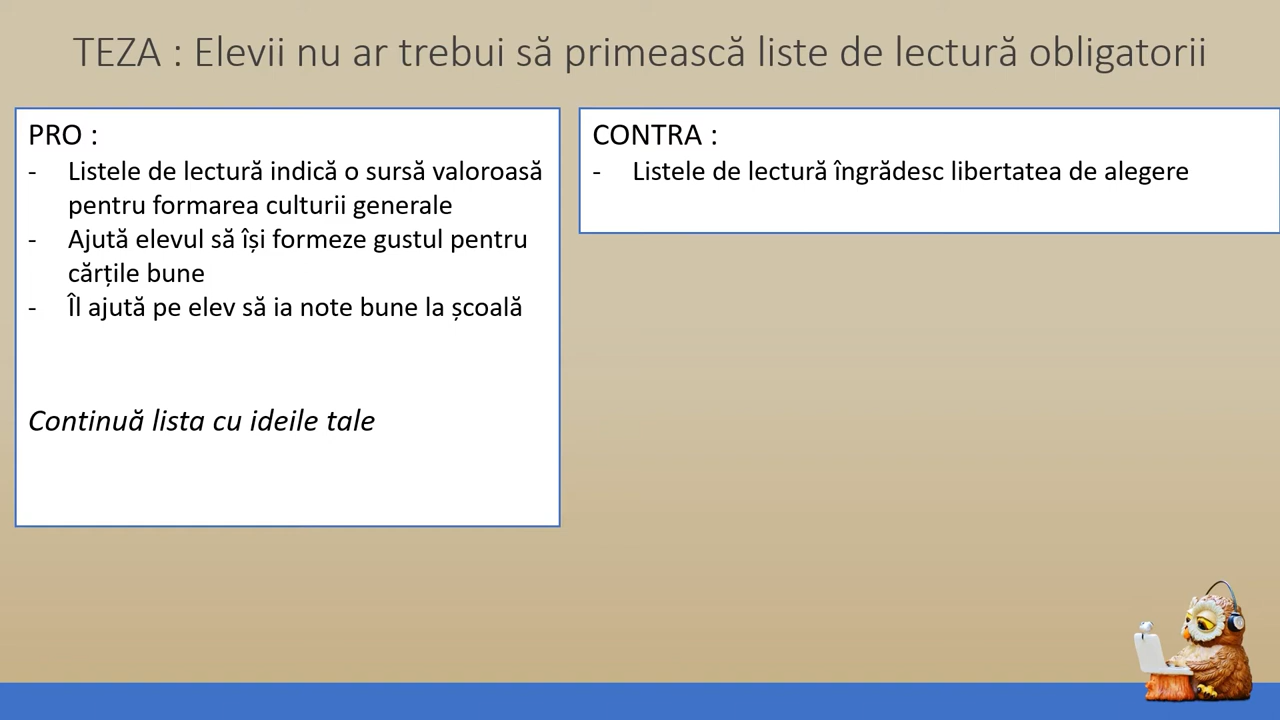 TEZA : Elevii nu ar trebui să primească liste de lectură obligatorii
PRO :
- Listele de lectură indică o sursă valoroasă
pentru formarea culturii generale
- Ajută elevul să își formeze gustul pentru
cărțile bune
- Îl ajută pe elev să ia note bune la școală
Continuă lista cu ideile tale
CONTRA :
- Listele de lectură îngrădesc libertatea de alegere